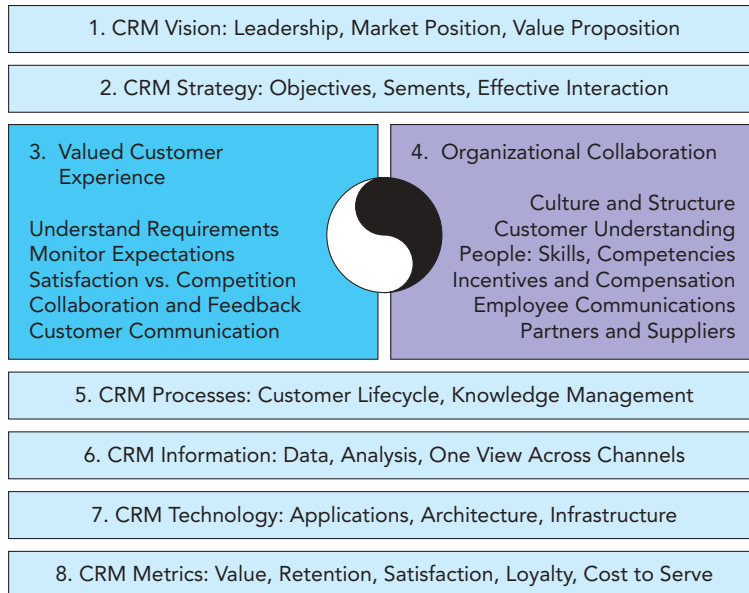 1. CRM Vision: Leadership, Market Position, Value Proposition
2. CRM Strategy: Objectives, Sements, Effective Interaction
3. Valued Customer
Experience
Understand Requirements
Monitor Expectations
Satisfaction vs. Competition
Collaboration and Feedback
Customer Communication
4. Organizational Collaboration
Culture and Structure
Customer Understanding
People: Skills, Competencies
Incentives and Compensation
Employee Communications
Partners and Suppliers
5. CRM Processes: Customer Lifecycle, Knowledge Management
6. CRM Information: Data, Analysis, One View Across Channels
7. CRM Technology: Applications, Architecture, Infrastructure
8. CRM Metrics: Value, Retention, Satisfaction, Loyalty, Cost to Serve